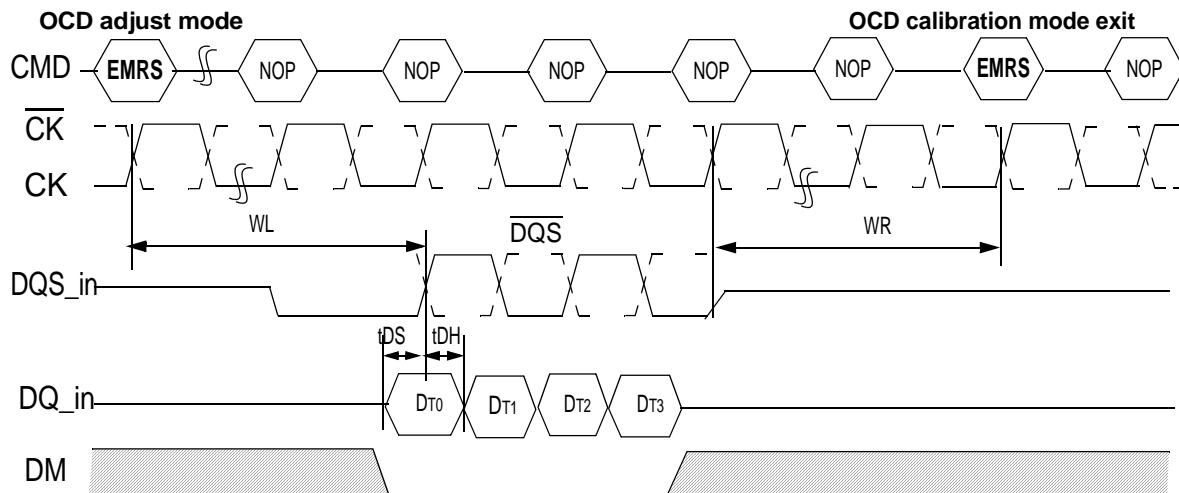 OCD adjust mode OCD calibration mode exit
CMD EMRS NOP NOP NOP NOP NOP EMRS NOP
CK
CK
WL DQS WR
DQS_in
tDS tDH
DQ_in DT0 DT1 DT2 DT3
DM